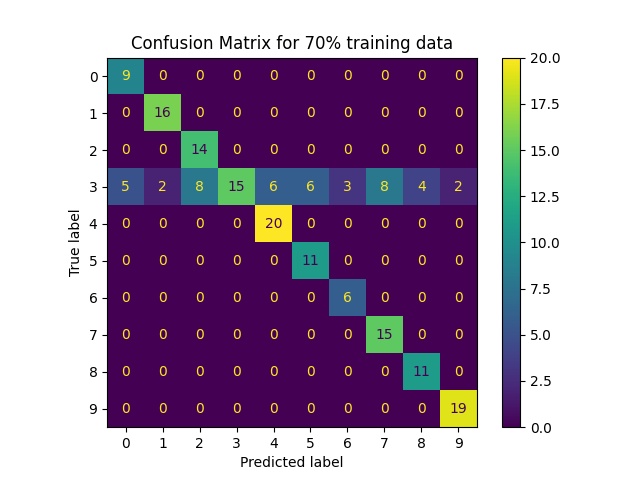 Confusion Matrix for 70% training data
0 9 0 0 0 0 0 0 0 0 0
1 0 16 0 0 0 0 0 0 0 0
2 0 0 14 0 0 0 0 0 0 0
3 5 2 8 15 6 6 3 8 4 2
4 0 0 0 0 20 0 0 0 0 0
5 0 0 0 0 0 11 0 0 0 0
6 0 0 0 0 0 0 6 0 0 0
7 0 0 0 0 0 0 0 15 0 0
8 0 0 0 0 0 0 0 0 11 0
9 0 0 0 0 0 0 0 0 0 19
0 1 2 3 4 5 6 7 8 9
Predicted label
True label
20.0
17.5
15.0
12.5
10.0
7.5
5.0
2.5
0.0